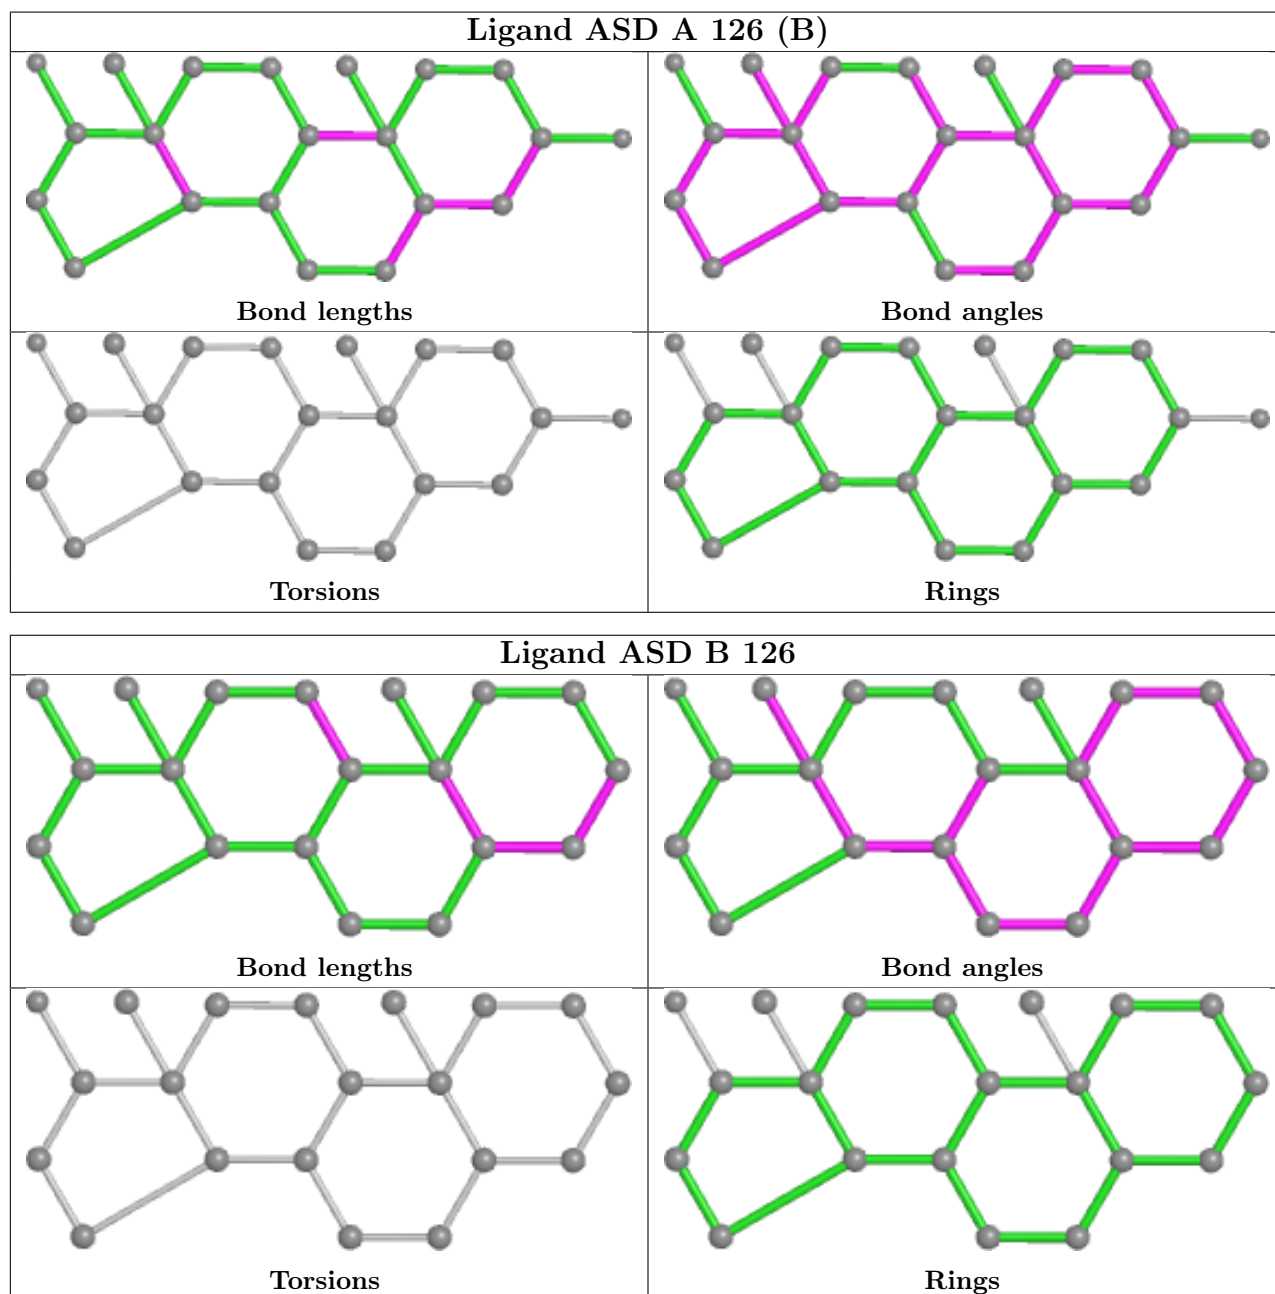 Ligand ASD A 126 (B)
Bond lengths
Bond angles
Torsions
Rings
Ligand ASD B 126
Bond lengths
Bond angles
Torsions
Rings